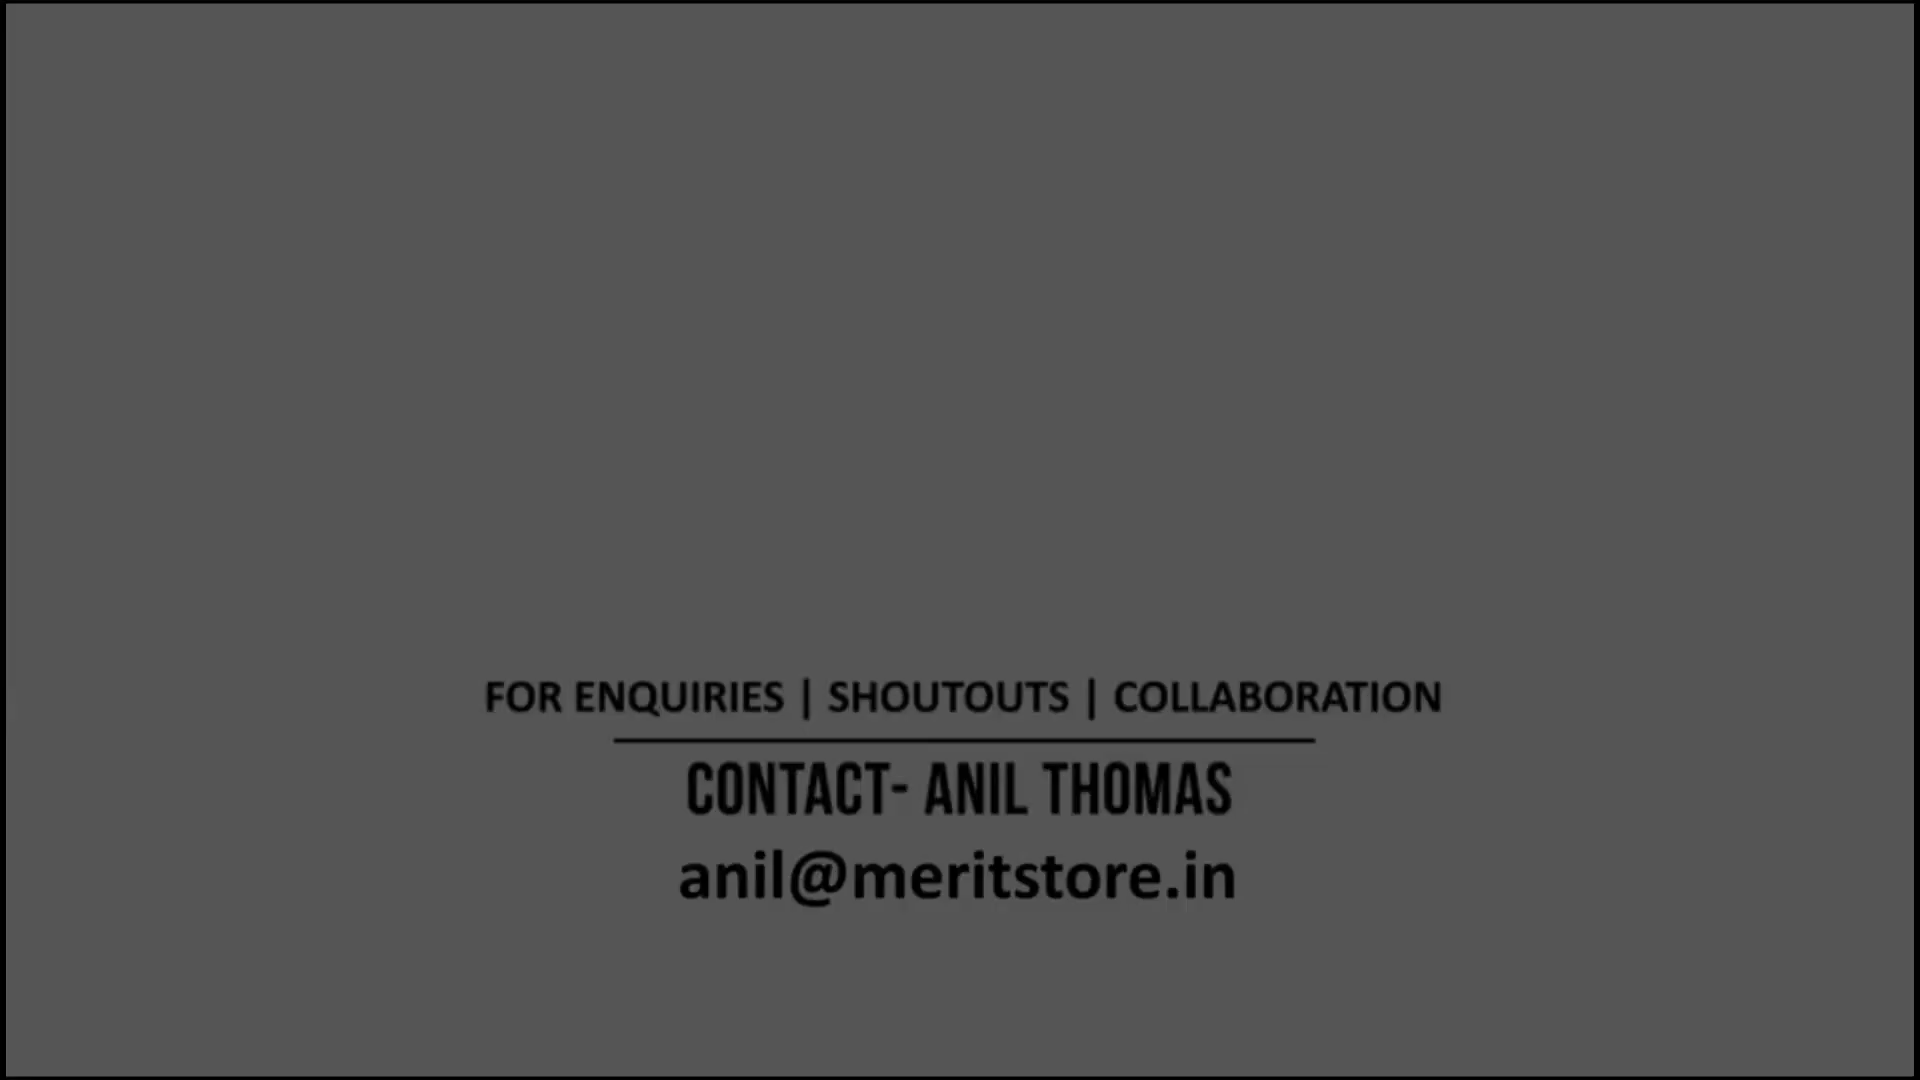 FOR ENQUIRIES | SHOUTOUTS | COLLABORATION
CONTACT- ANIL THOMAS
anil@meritstore.in